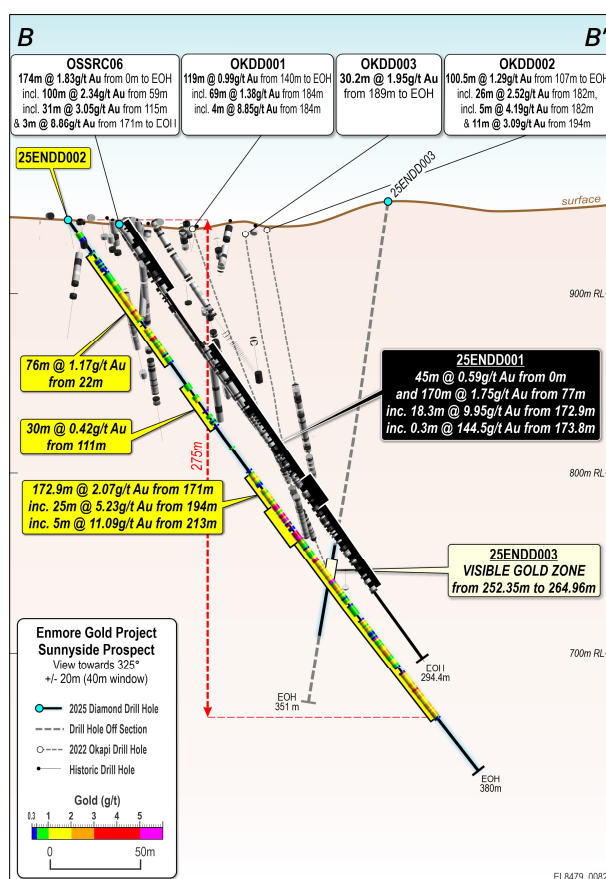 B
B'
OSSRC06
174m @ 1.83g/t Au from 0m to EOH
incl. 100m @ 2.34g/t Au from 59m
incl. 31m @ 3.05g/t Au from 115m
& 3m @ 8.86g/t Au from 171m to EOH
OKDD001
119m @ 0.99g/t Au from 140m to EOH
incl. 69m @ 1.38g/t Au from 184m
incl. 4m @ 8.85g/t Au from 184m
OKDD003
30.2m @ 1.95g/t Au
from 189m to EOH
OKDD002
100.5m @ 1.29g/t Au from 107m to EOH
incl. 26m @ 2.52g/t Au from 182m,
incl. 5m @ 4.19g/t Au from 182m
& 11m @ 3.09g/t Au from 194m
25ENDD002
25ENDD003
surface
900m RL
76m @ 1.17g/t Au
from 22m
25ENDD001
45m @ 0.59g/t Au from 0m
and 170m @ 1.75g/t Au from 77m
inc. 18.3m @ 9.95g/t Au from 172.9m
inc. 0.3m @ 144.5g/t Au from 173.8m
30m @ 0.42g/t Au
from 111m
275m
800m RL
172.9m @ 2.07g/t Au from 171m
inc. 25m @ 5.23g/t Au from 194m
inc. 5m @ 11.09g/t Au from 213m
25ENDD003
VISIBLE GOLD ZONE
from 252.35m to 264.96m
700m RL
EOH
294.4m
EOH
351 m
EOH
380m
Enmore Gold Project
Sunnyside Prospect
View towards 325°
+/- 20m (40m window)
2025 Diamond Drill Hole
Drill Hole Off Section
2022 Okapi Drill Hole
Historic Drill Hole
Gold (g/t)
0.3 1 2 3 4 5
0 50m
EL8479_0082